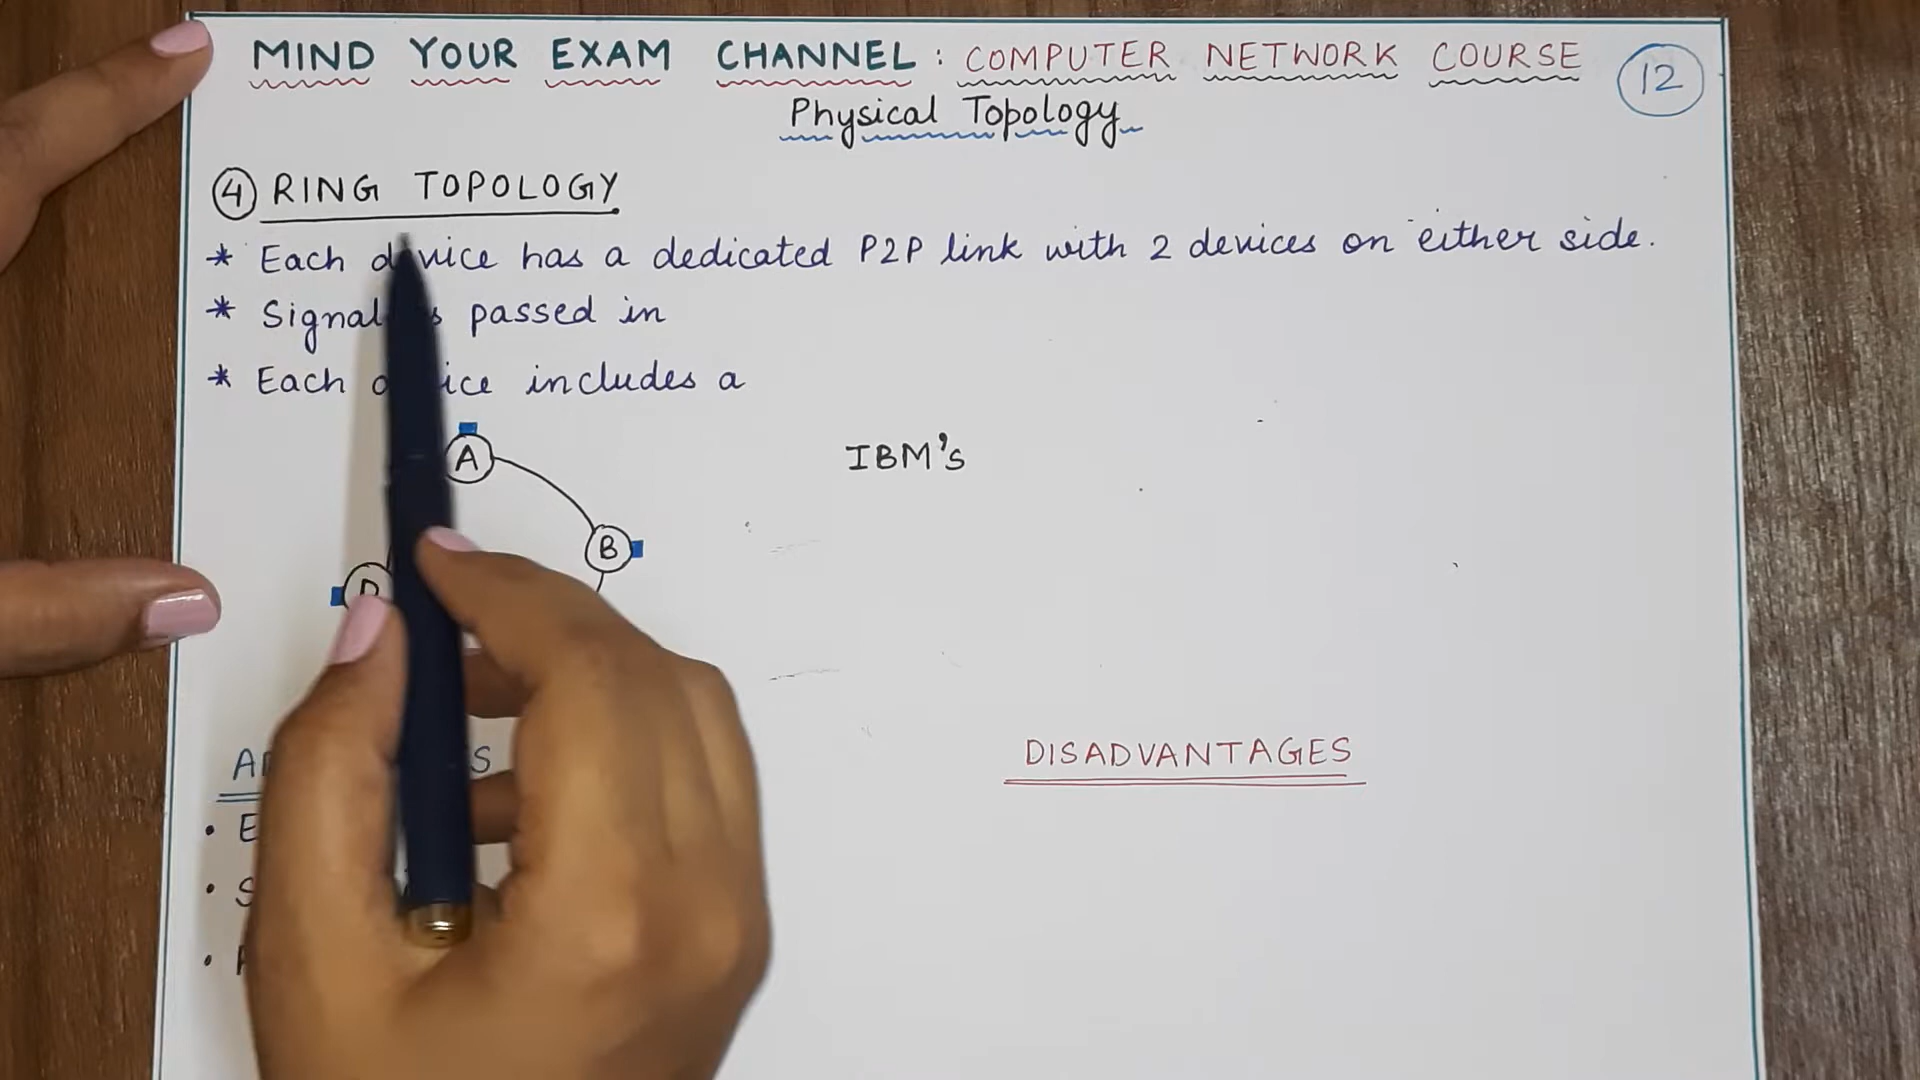 MIND YOUR EXAM CHANNEL : COMPUTER NETWORK COURSE
12
Physical Topology
4 RING TOPOLOGY
* Each device has a dedicated P2P link with 2 devices on either side.
* Signal passed in
* Each includes a
A
IBM's
B
D
DISADVANTAGES